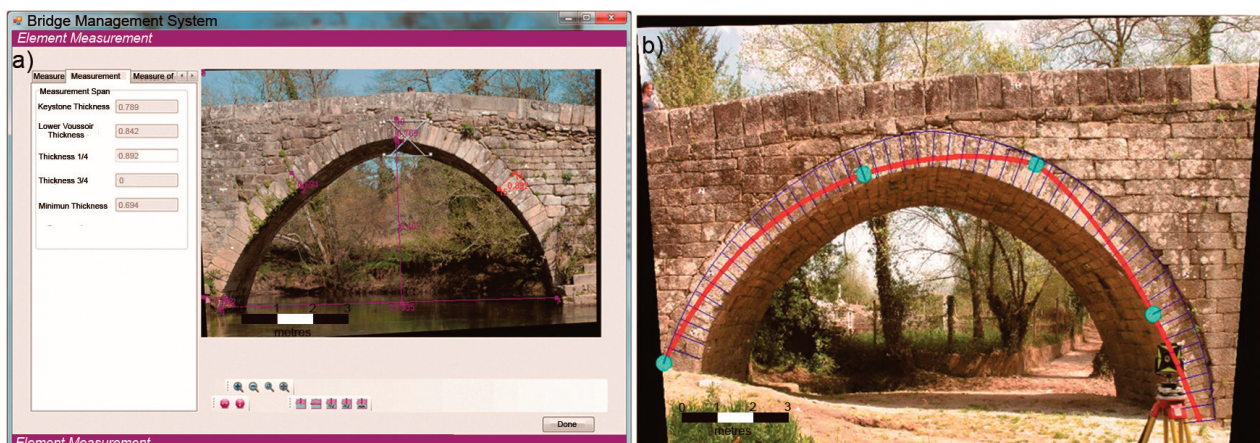 Bridge Management System
Element Measurement
a)
Measure
Measurement
Measure of
Measurement Span
Keystone Thickness 0.789
Lower Voussoir Thickness 0.842
Thickness 1/4 0.892
Thickness 3/4 0
Minimun Thickness 0.694
2 3
metres
Done
Element Measurement
b)
0 2 3
metres